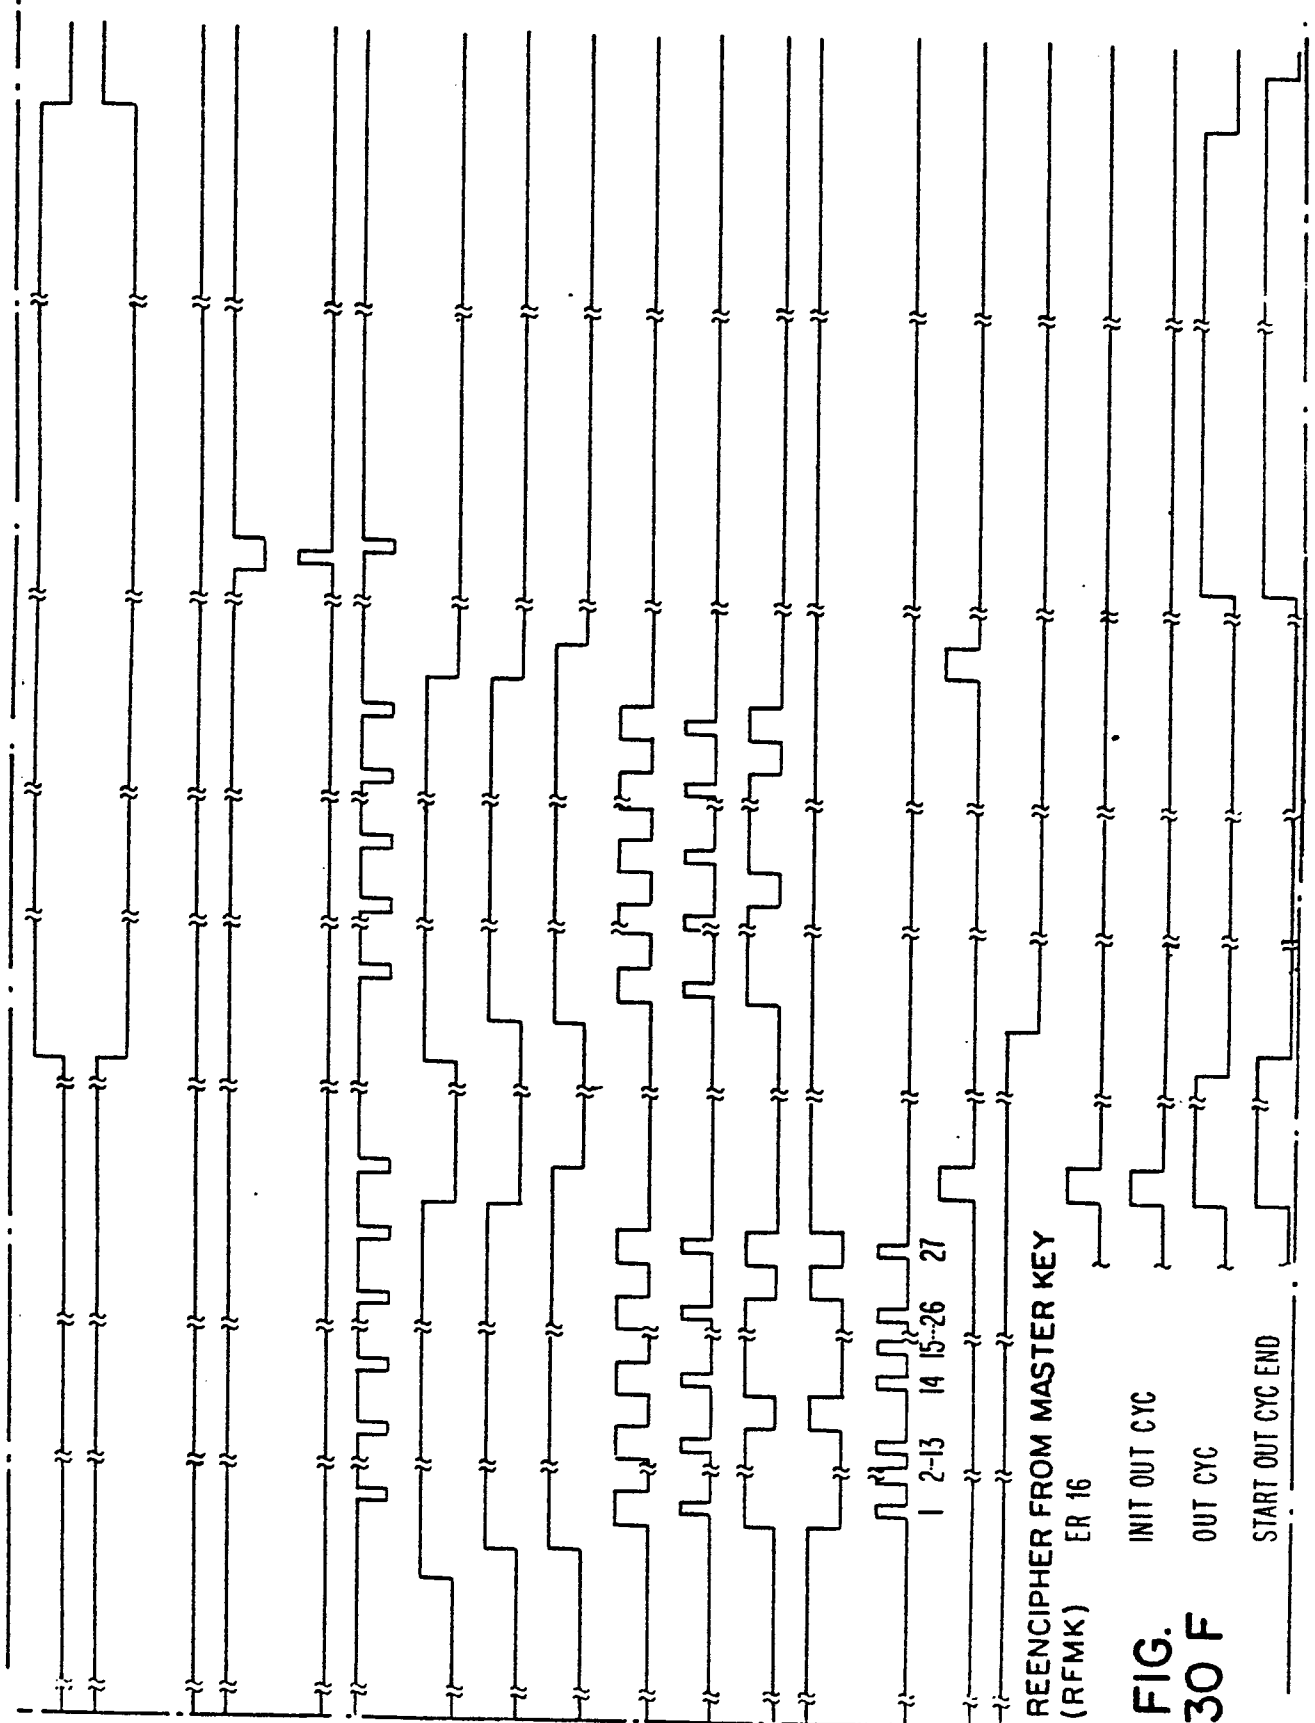 1 2--13 14 15--26 27
REENCIPHER FROM MASTER KEY
(RFMK) ER 16
INIT OUT CYC
OUT CYC
START OUT CYC END
FIG.
30 F